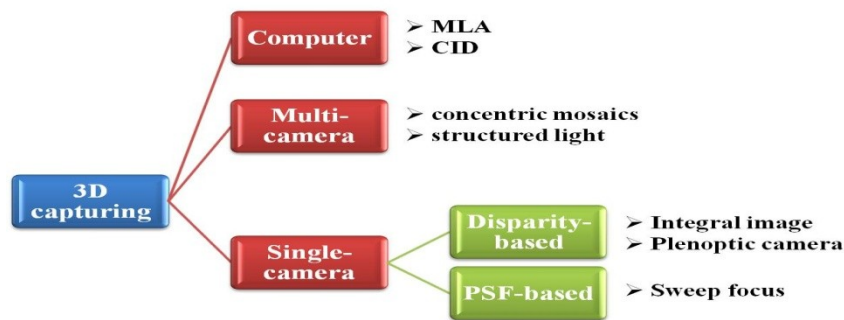 Computer
➢ MLA
➢ CID
Multi-
camera
➢ concentric mosaics
➢ structured light
3D
capturing
Single-
camera
Disparity-
based
➢ Integral image
➢ Plenoptic camera
PSF-based
➢ Sweep focus